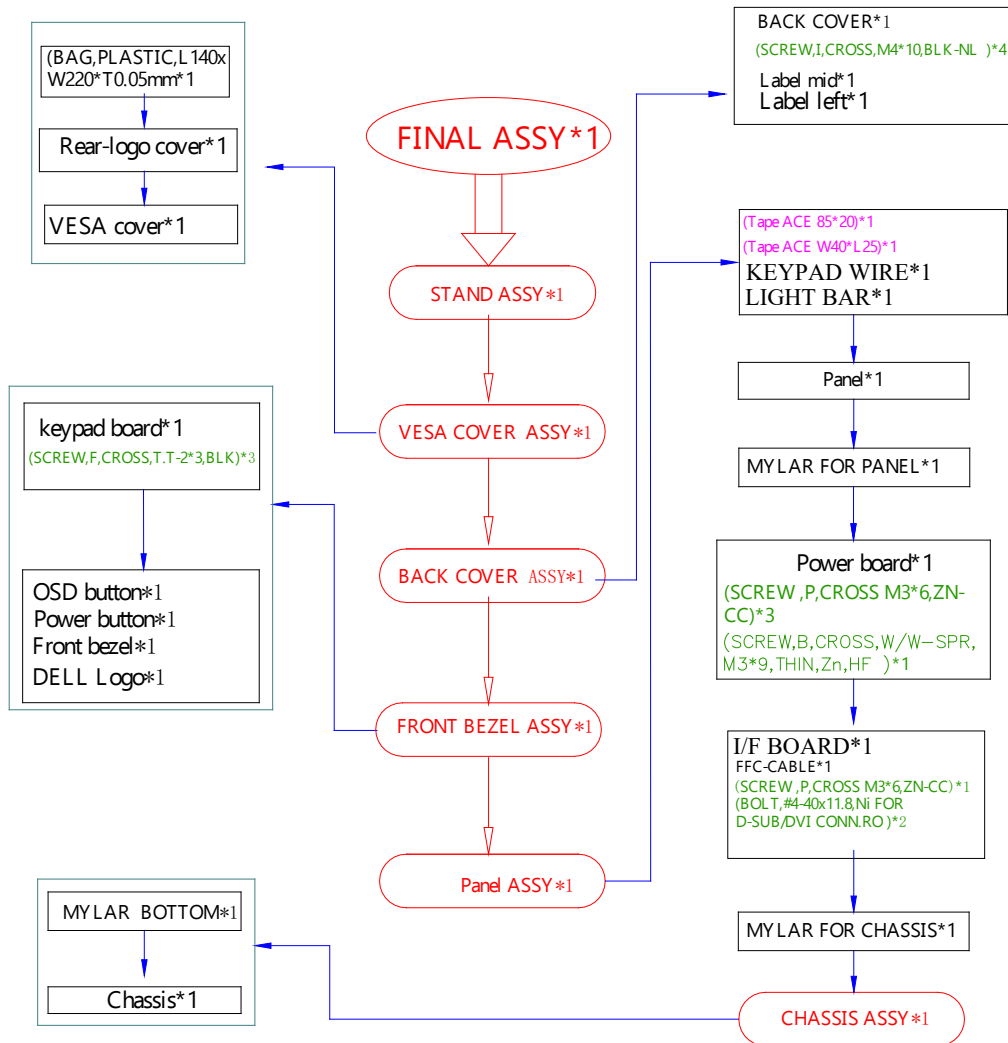 (BAG,PLASTIC,L140x
W220*T0.05mm*1
Rear-logo cover*1
VESA cover*1
FINAL ASSY*1
STAND ASSY*1
VESA COVER ASSY*1
BACK COVER ASSY*1
FRONT BEZEL ASSY*1
Panel ASSY*1
BACK COVER*1
(SCREW,I,CROSS,M4*10,BLK-NL )*4
Label mid*1
Label left*1
keypad board*1
(SCREW,F,CROSS,T.T-2*3,BLK)*3
OSD button*1
Power button*1
Front bezel*1
DELL Logo*1
(Tape ACE 85*20)*1
(Tape ACE W40*L25)*1
KEYPAD WIRE*1
LIGHT BAR*1
Panel*1
MYLAR FOR PANEL*1
Power board*1
(SCREW ,P,CROSS M3*6,ZN-
CC)*3
(SCREW,B,CROSS,W/W-SPR,
M3*9,THIN,Zn,HF )*1
I/F BOARD*1
FFC-CABLE*1
(SCREW ,P,CROSS M3*6,ZN-CC)*1
(BOLT,#4-40x11.8,Ni FOR
D-SUB/DVI CONN.RO)*2
MYLAR FOR CHASSIS*1
CHASSIS ASSY*1
MYLAR BOTTOM*1
Chassis*1